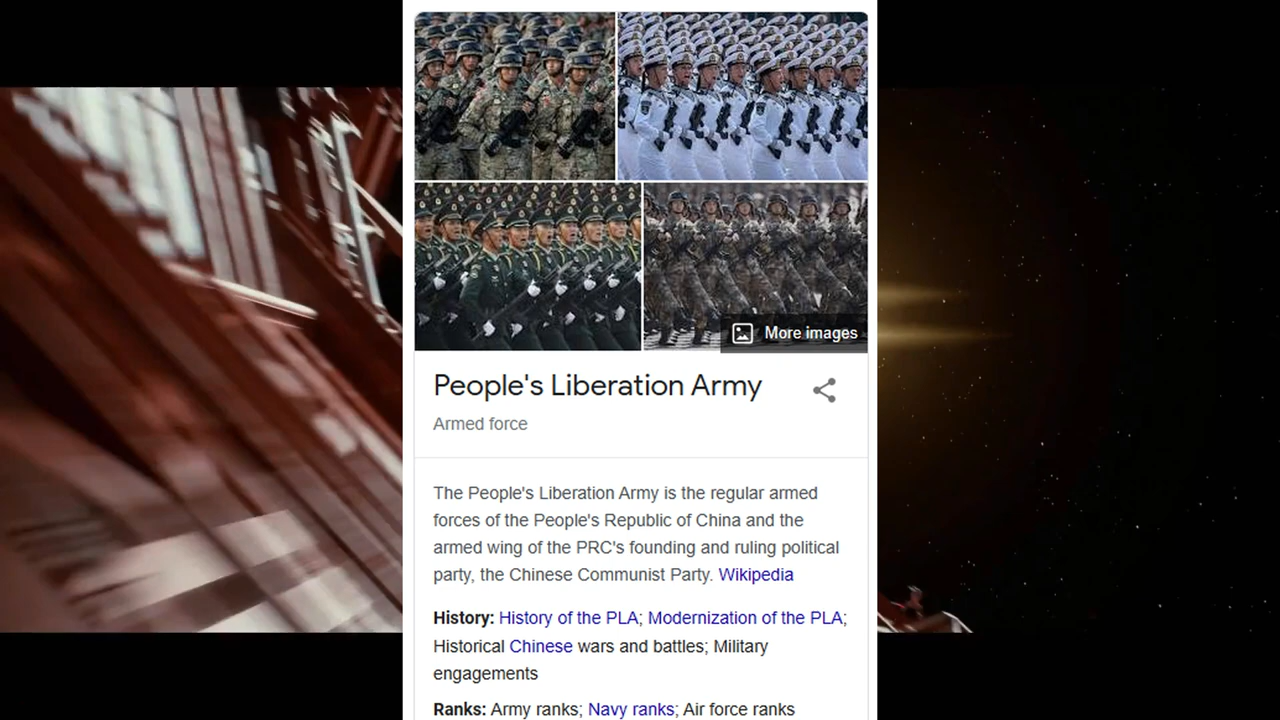 More images
People's Liberation Army
Armed force
The People's Liberation Army is the regular armed
forces of the People's Republic of China and the
armed wing of the PRC's founding and ruling political
party, the Chinese Communist Party. Wikipedia
History: History of the PLA; Modernization of the PLA;
Historical Chinese wars and battles; Military
engagements
Ranks: Army ranks; Navy ranks; Air force ranks